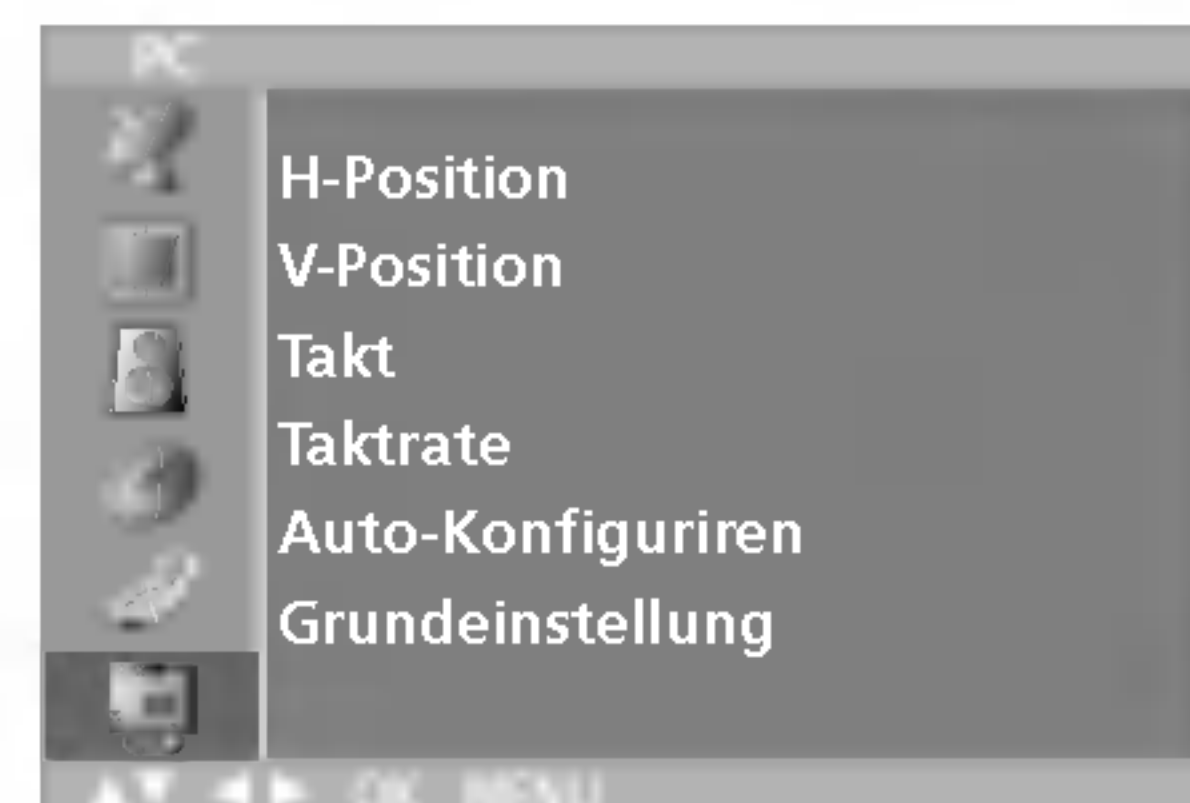 PC
H-Position
V-Position
Takt
Taktrate
Auto-Konfiguriren
Grundeinstellung
▲▼ ◀▶ OK MENU